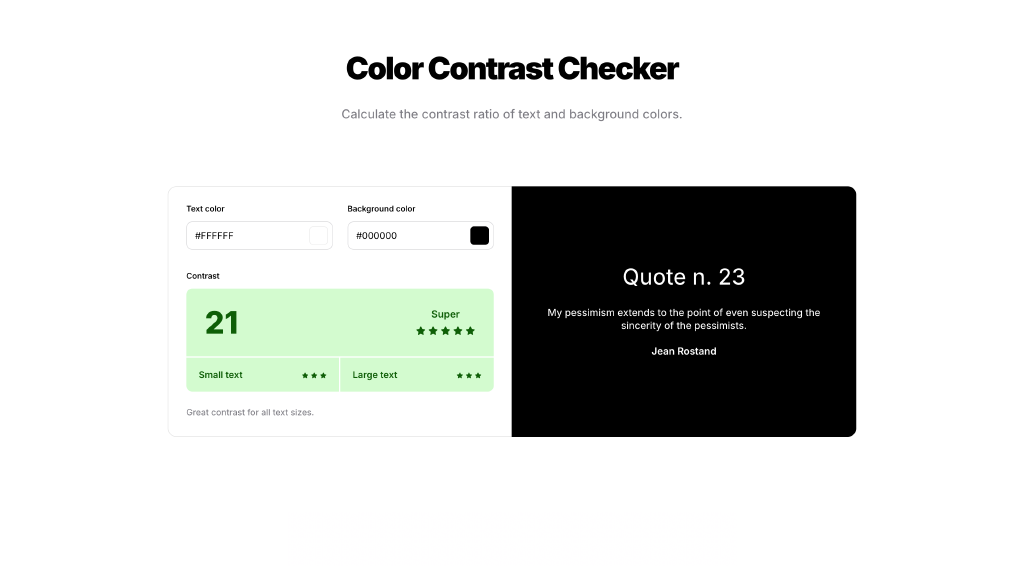 Color Contrast Checker
Calculate the contrast ratio of text and background colors.
Text color
#FFFFFF
Background color
#000000
Contrast
21
Super
Small text
Large text
Great contrast for all text sizes.
Quote n. 23
My pessimism extends to the point of even suspecting the
sincerity of the pessimists.
Jean Rostand